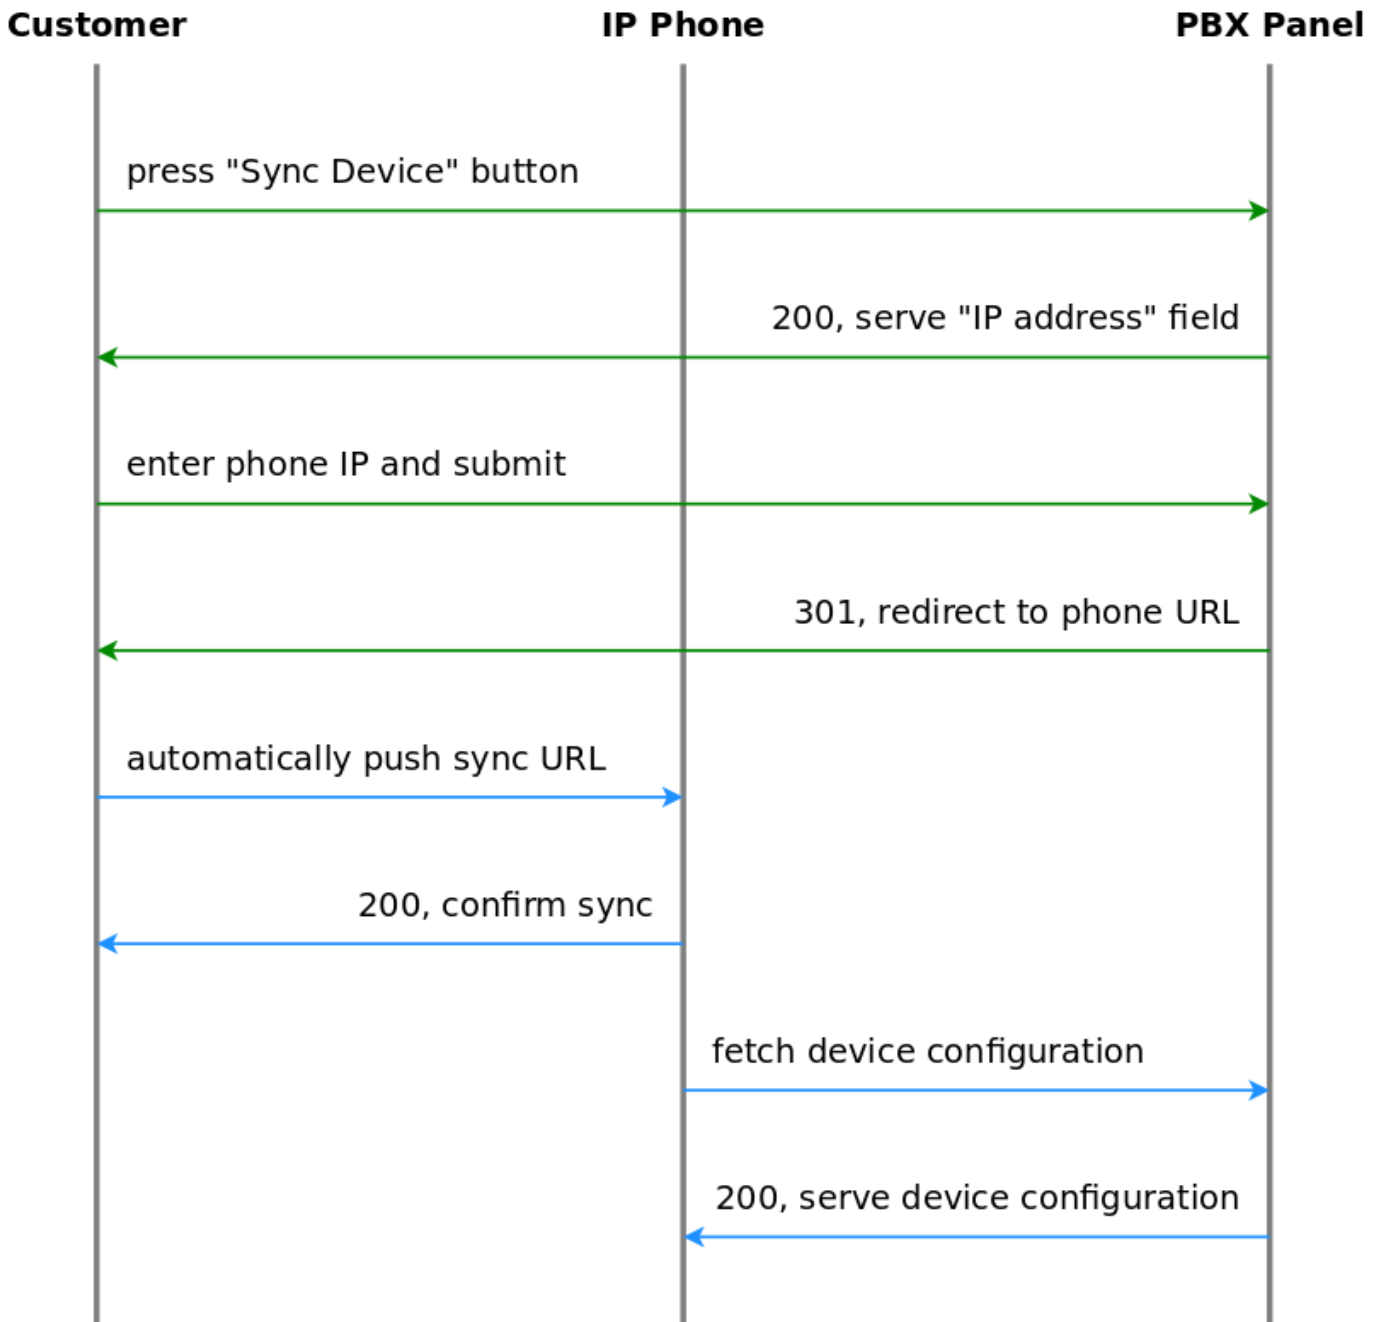 Customer IP Phone PBX Panel
press "Sync Device" button
200, serve "IP address" field
enter phone IP and submit
301, redirect to phone URL
automatically push sync URL
200, confirm sync
fetch device configuration
200, serve device configuration